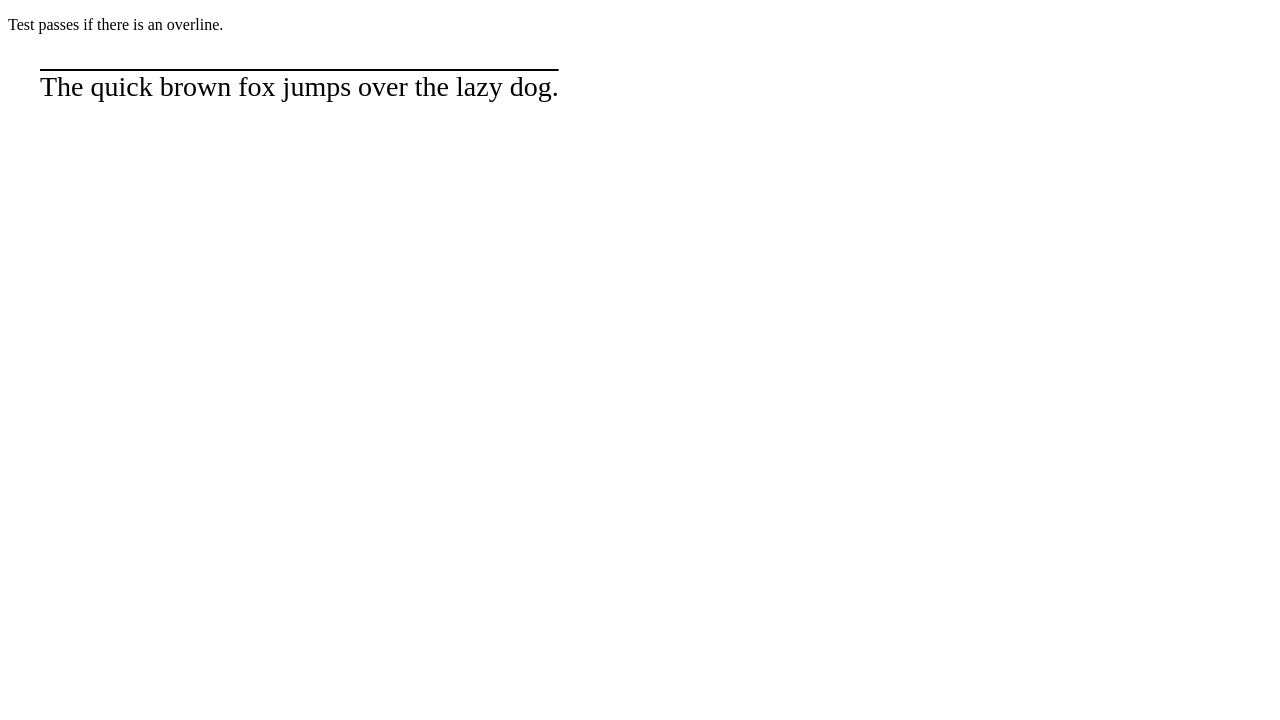 Test passes if there is an overline.
The quick brown fox jumps over the lazy dog.